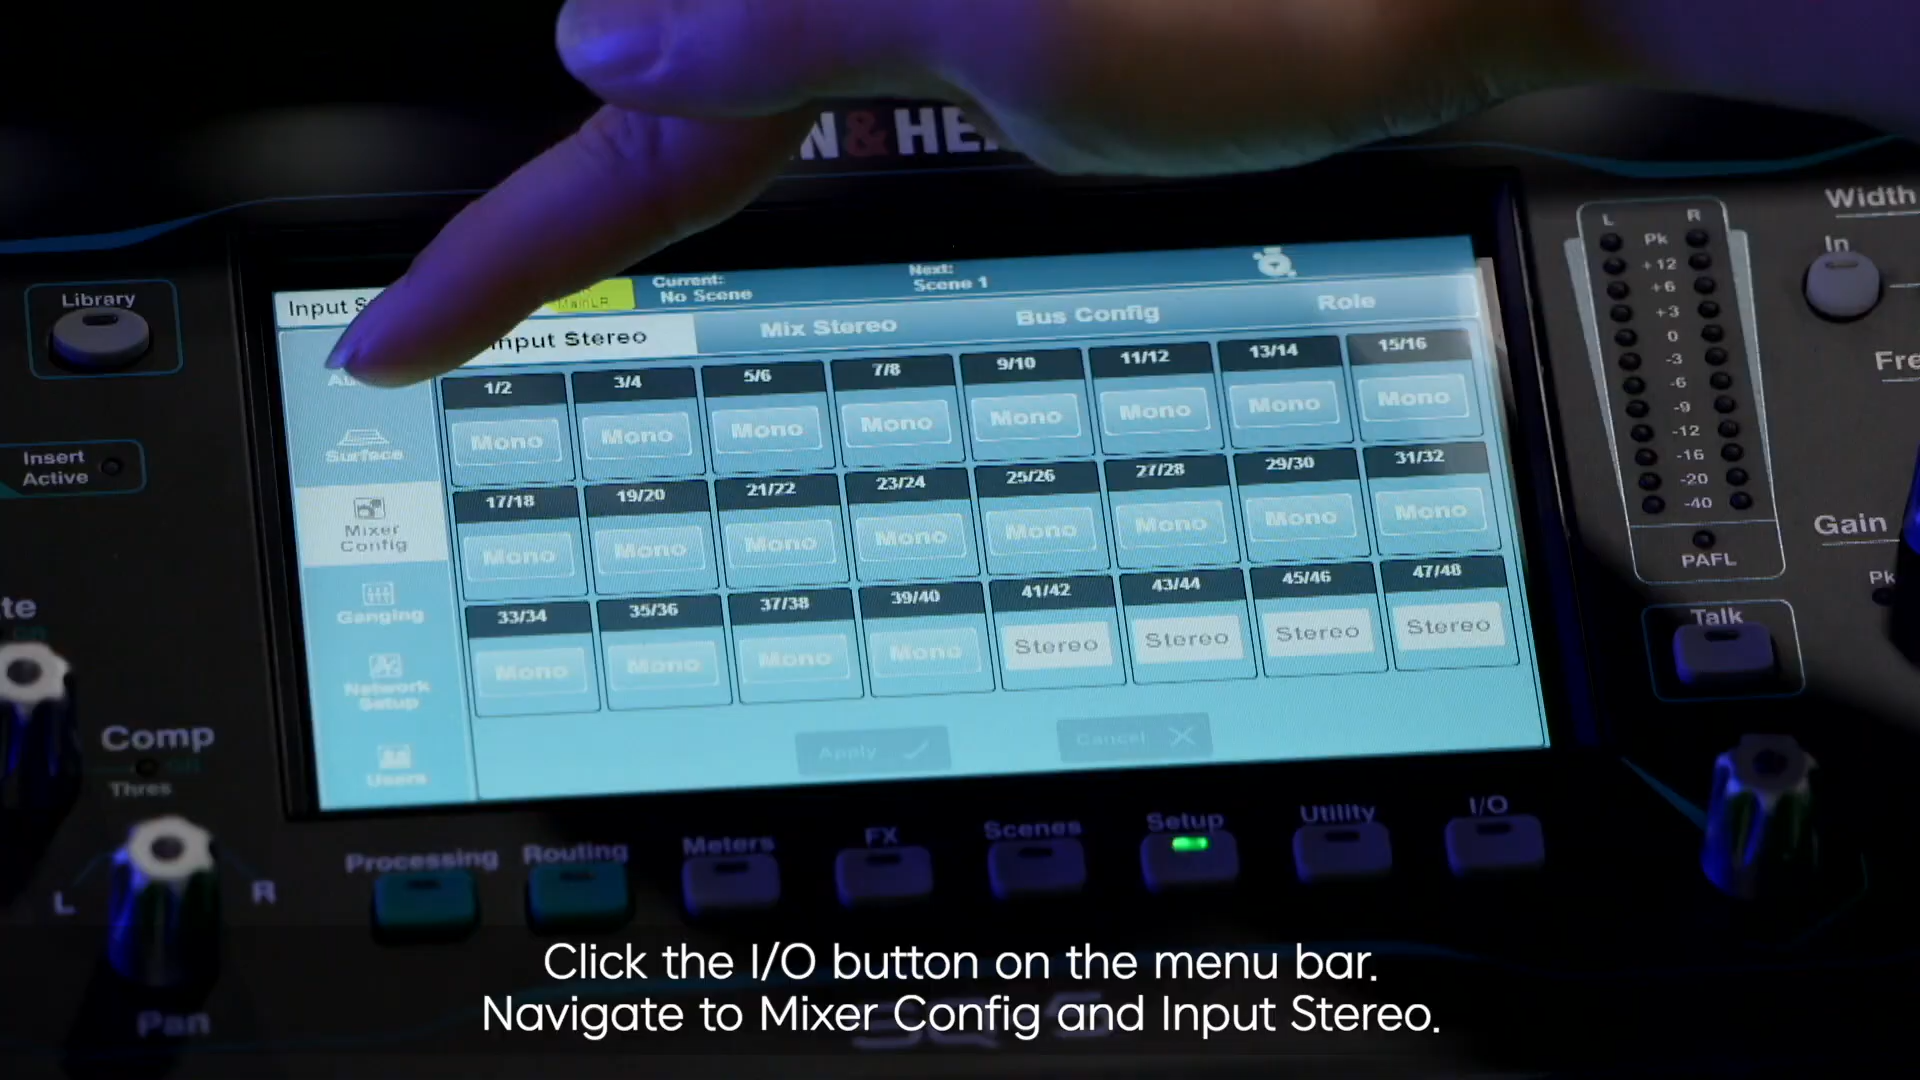 N&HE
Library
Insert
Active
Comp
Thres
L
R
Pan
Current:
No Scene
Next:
Scene 1
MainLR
Input Stereo
Mix Stereo
Bus Config
Role
Surface
Mixer
Config
Ganging
Network
Setup
Users
1/2
3/4
5/6
7/8
9/10
11/12
13/14
15/16
Mono
Mono
Mono
Mono
Mono
Mono
Mono
Mono
17/18
19/20
21/22
23/24
25/26
27/28
29/30
31/32
Mono
Mono
Mono
Mono
Mono
Mono
Mono
Mono
33/34
35/36
37/38
39/40
41/42
43/44
45/46
47/48
Mono
Mono
Mono
Mono
Stereo
Stereo
Stereo
Stereo
Apply
Cancel
Processing
Routing
Meters
FX
Scenes
Setup
Utility
I/O
L
R
Pk
+12
+6
+3
0
-3
-6
-9
-12
-16
-20
-40
PAFL
Talk
Width
In
Fre
Gain
Pk
Click the I/O button on the menu bar.
Navigate to Mixer Config and Input Stereo.